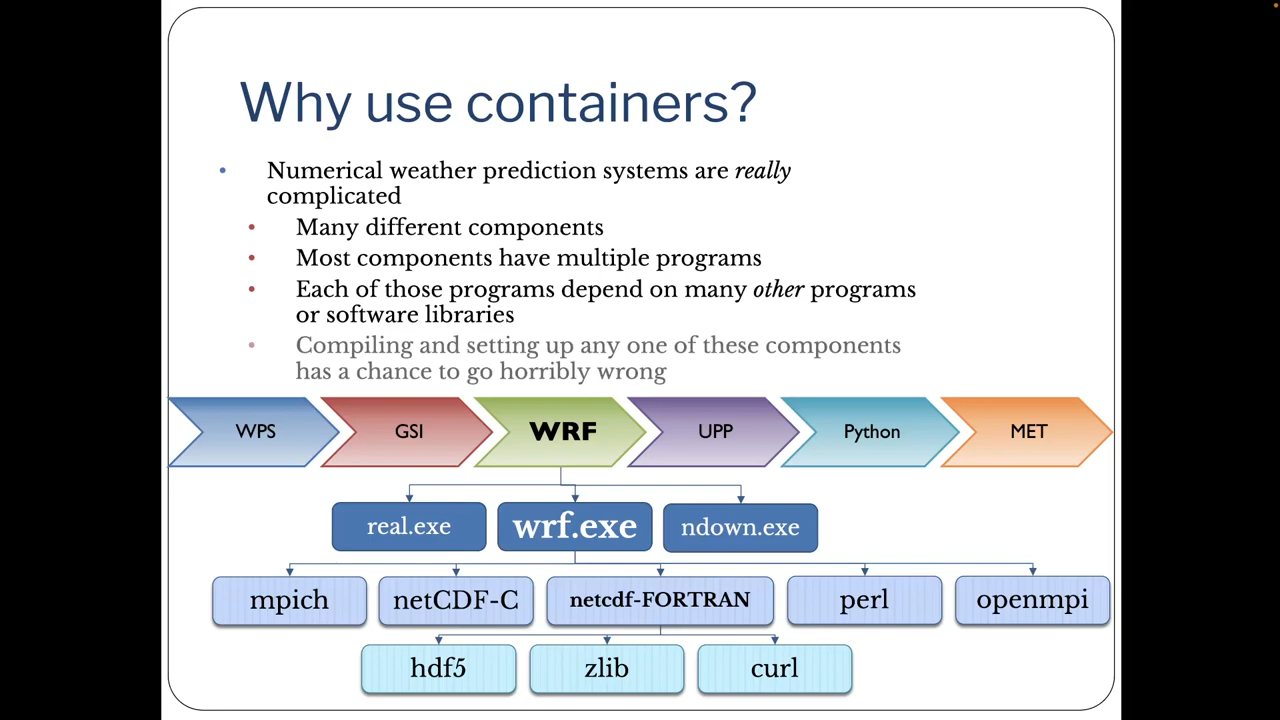 Why use containers?
• Numerical weather prediction systems are really
complicated
• Many different components
• Most components have multiple programs
• Each of those programs depend on many other programs
or software libraries
• Compiling and setting up any one of these components
has a chance to go horribly wrong
WPS GSI WRF UPP Python MET
real.exe wrf.exe ndown.exe
mpich netCDF-C netcdf-FORTRAN perl openmpi
hdf5 zlib curl